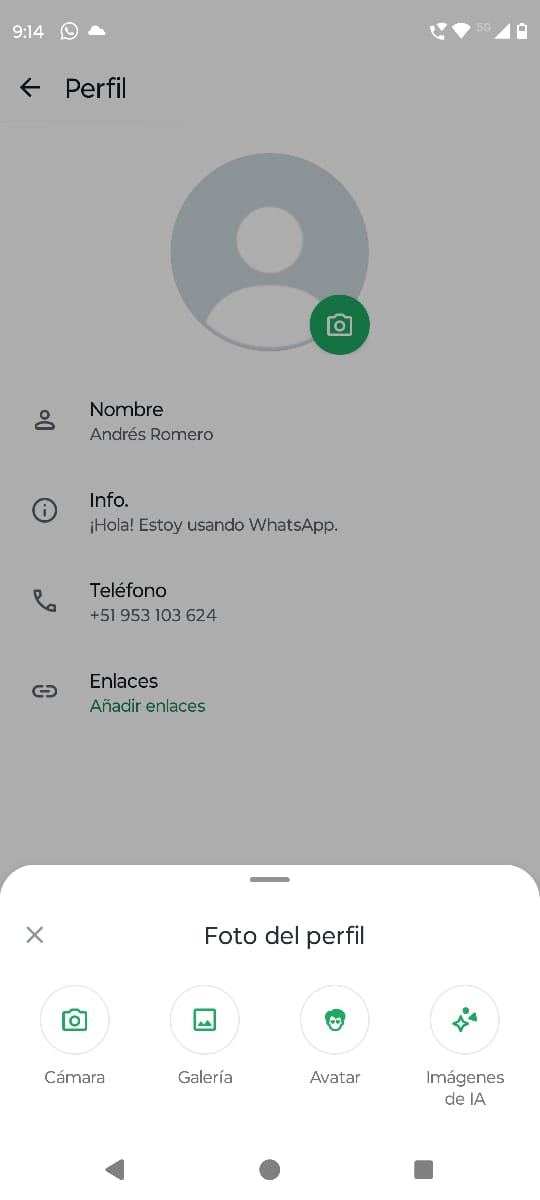 9:14
5G
Perfil
Nombre
Andrés Romero
Info.
¡Hola! Estoy usando WhatsApp.
Teléfono
+51 953 103 624
Enlaces
Añadir enlaces
Foto del perfil
Cámara
Galería
Avatar
Imágenes
de IA